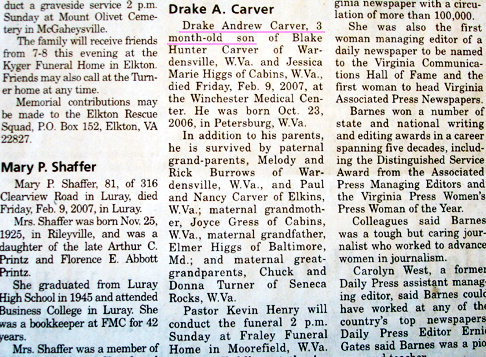 duct a graveside service 2 p.m.
Sunday at Mount Olivet Ceme-
tery in McGaheysville.
The family will receive friends
from 7-8 this evening at the
Kyger Funeral Home in Elkton.
Friends may also call at the Turn-
er home at any time.
Memorial contributions may
be made to the Elkton Rescue
Squad, P.O. Box 152, Elkton, VA
22827.
Mary P. Shaffer
Mary P. Shaffer, 81, of 316
Clearview Road in Luray, died
Friday, Feb. 9, 2007, in Luray.
Mrs. Shaffer was born Nov. 25,
1925, in Rileyville, and was a
daughter of the late Arthur C.
Printz and Florence E. Abbott
Printz.
She graduated from Luray
High School in 1945 and attended
Business College in Luray. She
was a bookkeeper at FMC for 42
years.
Mrs. Shaffer was a member of
Drake A. Carver
Drake Andrew Carver, 3
month-old son of Blake
Hunter Carver of War-
densville, W.Va. and Jessica
Marie Higgs of Cabins, W.Va.,
died Friday, Feb. 9, 2007, at
the Winchester Medical Cen-
ter. He was born Oct. 23,
2006, in Petersburg, W.Va.
In addition to his parents,
he is survived by paternal
grand-parents, Melody and
Rick Burrows of War-
densville, W.Va., and Paul
and Nancy Carver of Elkins,
W.Va.; maternal grandmoth-
er, Joyce Gress of Cabins,
W.Va., maternal grandfather,
Elmer Higgs of Baltimore,
Md.; and maternal great-
grandparents, Chuck and
Donna Turner of Seneca
Rocks, W.Va.
Pastor Kevin Henry will
conduct the funeral 2 p.m.
Sunday at Fraley Funeral
Home in Moorefield, W.Va.
ginia newspaper with a circu-
lation of more than 100,000.
She was also the first
woman managing editor of a
daily newspaper to be named
to the Virginia Communica-
tions Hall of Fame and the
first woman to head Virginia
Associated Press Newspapers.
Barnes won a number of
state and national writing
and editing awards in a career
spanning five decades, includ-
ing the Distinguished Service
Award from the Associated
Press Managing Editors and
the Virginia Press Women's
Press Woman of the Year.
Colleagues said Barnes
was a tough but caring jour-
nalist who worked to advance
women in journalism.
Carolyn West, a former
Daily Press assistant manag-
ing editor, said Barnes could
have worked at any of the
country's top newspapers
Daily Press Editor Ernie
Gates said Barnes was a pio